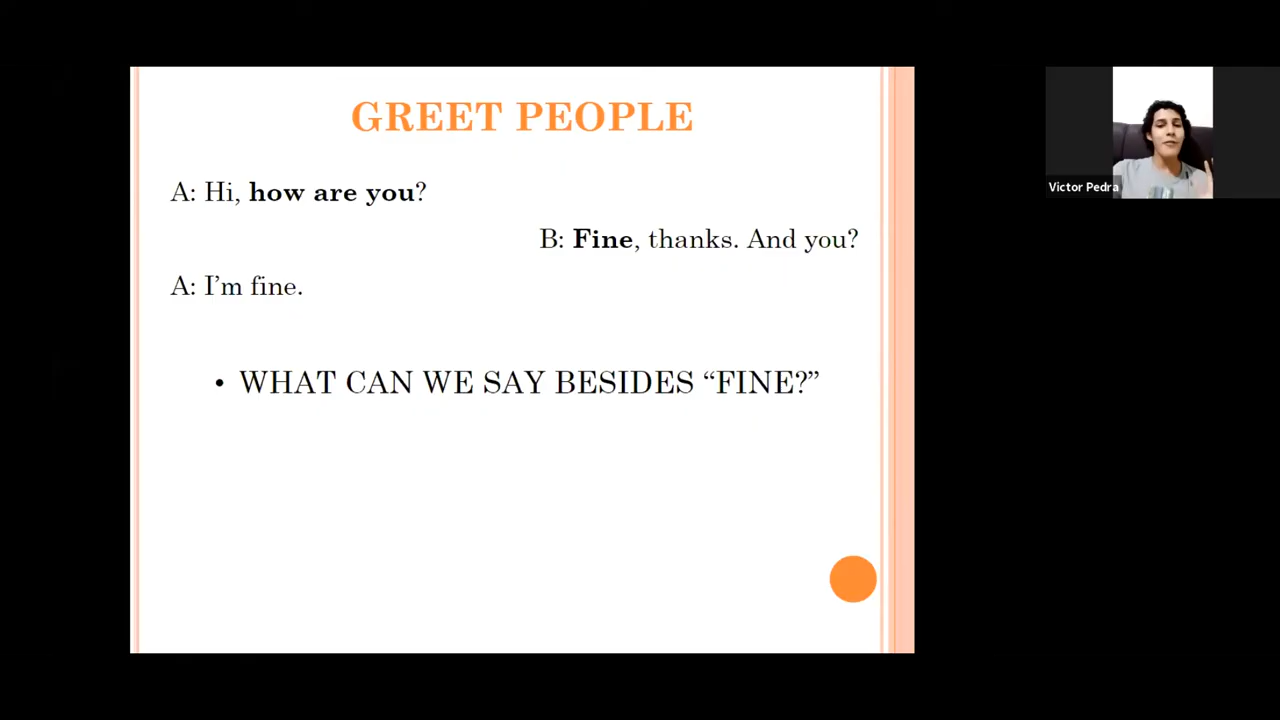 GREET PEOPLE
A: Hi, how are you?
B: Fine, thanks. And you?
A: I’m fine.
• WHAT CAN WE SAY BESIDES “FINE?”
Victor Pedra